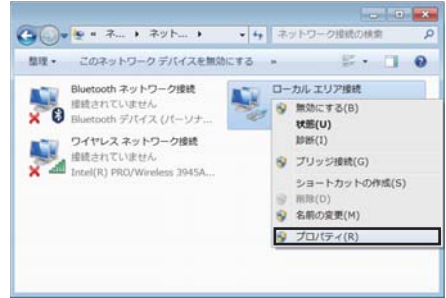 ネ... ネット... ネットワーク接続の検索
整理 このネットワーク デバイスを無効にする »
Bluetooth ネットワーク接続
接続されていません
Bluetooth デバイス (パーソナ...
ワイヤレス ネットワーク接続
接続されていません
Intel(R) PRO/Wireless 3945A...
ローカル エリア接続
無効にする(B)
状態(U)
診断(I)
ブリッジ接続(G)
ショートカットの作成(S)
削除(D)
名前の変更(M)
プロパティ(R)